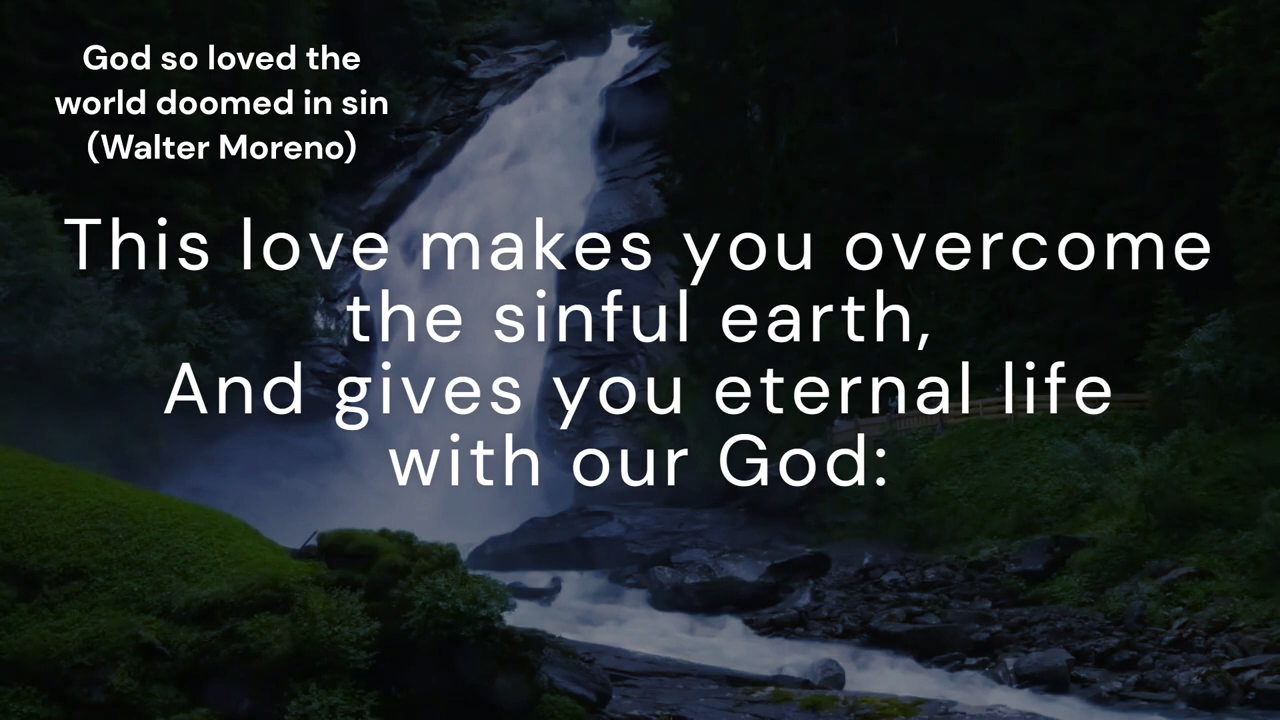 God so loved the
world doomed in sin
(Walter Moreno)
This love makes you overcome
the sinful earth,
And gives you eternal life
with our God: